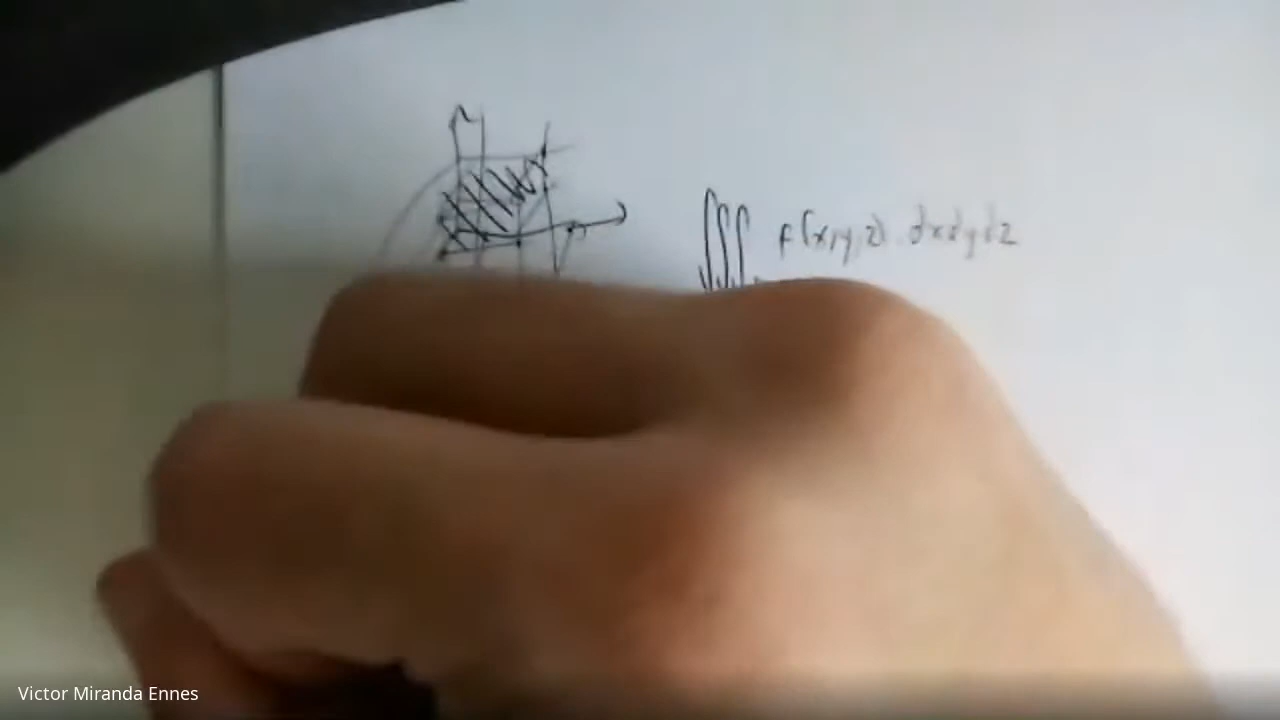 ∫∫∫ f(x,y,z) dxdydz
Victor Miranda Ennes